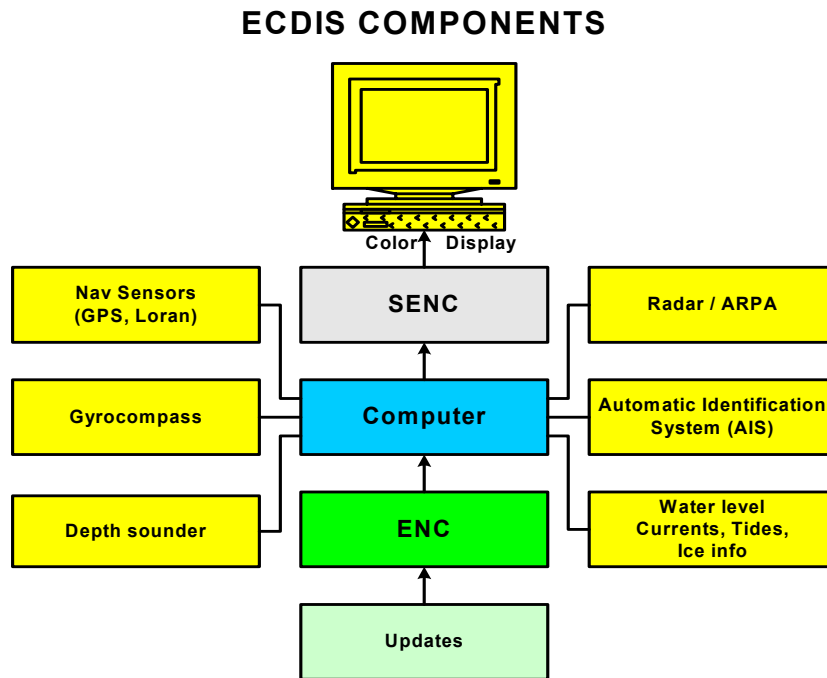 ECDIS COMPONENTS
Color Display
Nav Sensors
(GPS, Loran)
SENC
Radar / ARPA
Gyrocompass
Computer
Automatic Identification
System (AIS)
Depth sounder
ENC
Water level
Currents, Tides,
Ice info
Updates